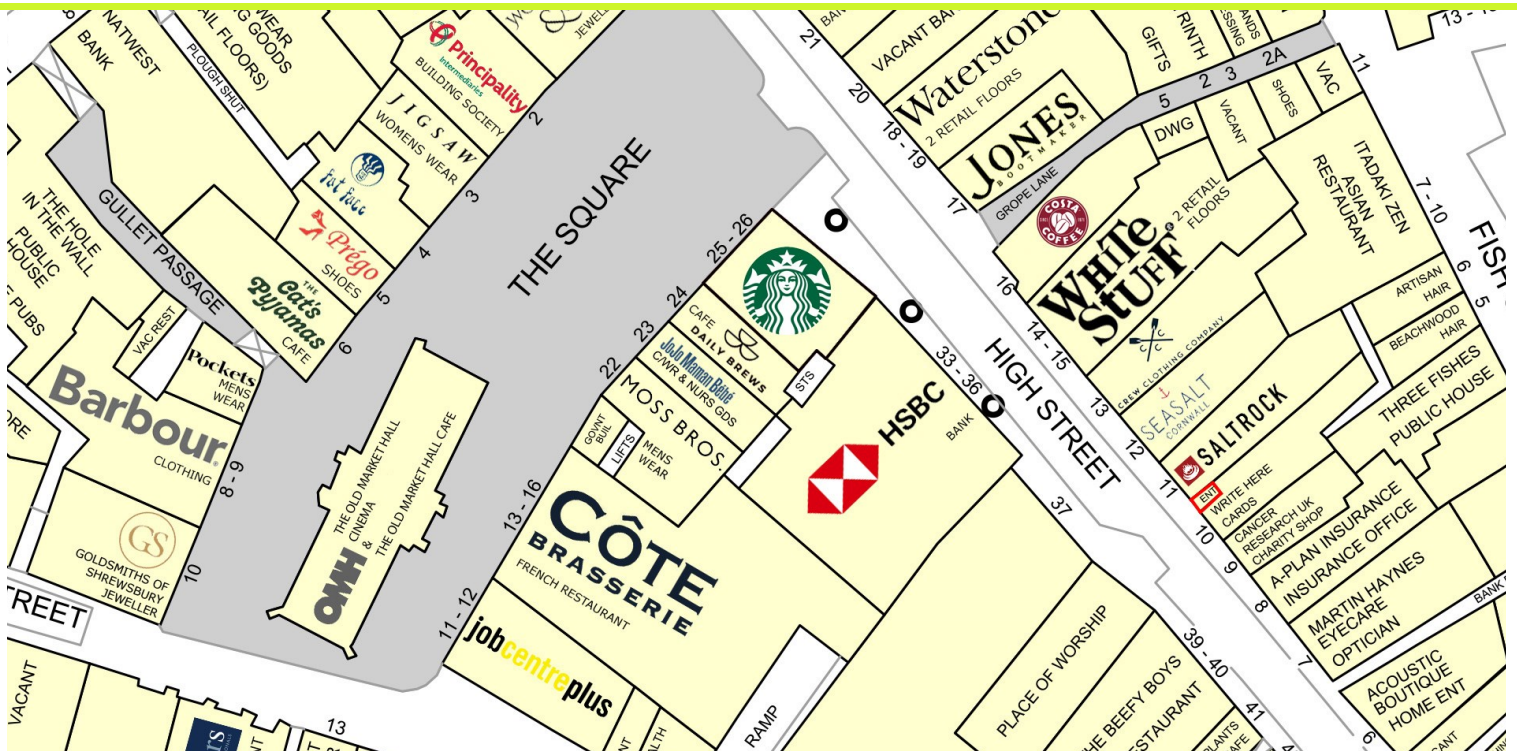 NATWEST
BANK
PLOUGH SHUT
WEAR
GOODS
(ALL FLOORS)
Principality
Intermediaries
BUILDING SOCIETY
2
JIGSAW
WOMENS WEAR
3
fat face
4
Prégo
SHOES
5
THE
Cat's
Pyjamas
CAFE
6
GULLET PASSAGE
THE HOLE
IN THE WALL
PUBLIC
HOUSE
PUBS
VAC REST
Pockets
MENS
WEAR
Barbour
CLOTHING
8 - 9
GS
GOLDSMITHS OF
SHREWSBURY
JEWELLER
10
THE SQUARE
OMH
THE OLD MARKET HALL
&
CINEMA
THE OLD MARKET HALL CAFE
25 - 26
24
CAFE
DAILY BREWS
23
JoJo Maman Bébé
C/WR & NURS GDS
22
MOSS BROS.
MENS
WEAR
GOVNT
BUIL
LIFTS
STS
13 - 16
CÔTE
BRASSERIE
FRENCH RESTAURANT
11 - 12
jobcentreplus
HSBC
BANK
33 - 36
HIGH STREET
37
PLACE OF WORSHIP
39 - 40
THE BEEFY BOYS
RESTAURANT
41
RAMP
VACANT
13
21
20
VACANT
Waterstone
2 RETAIL FLOORS
18 - 19
JONES
BOOTMAKER
17
GROPE LANE
GIFTS
5
2
3
2A
DWG
VACANT
SHOES
VAC
11
COSTA
COFFEE
16
WHITE
STUFF
2 RETAIL
FLOORS
14 - 15
CREW CLOTHING COMPANY
13
SEASALT
CORNWALL
12
SALTROCK
11
ENT
WRITE HERE
CARDS
10
CANCER
RESEARCH UK
CHARITY SHOP
9
A-PLAN INSURANCE
INSURANCE OFFICE
8
MARTIN HAYNES
EYECARE
OPTICIAN
7
BANK
ACOUSTIC
BOUTIQUE
HOME ENT
6
ITADAKI ZEN
ASIAN
RESTAURANT
7 - 10
FISH
6
ARTISAN
HAIR
5
BEACHWOOD
HAIR
THREE FISHES
PUBLIC HOUSE